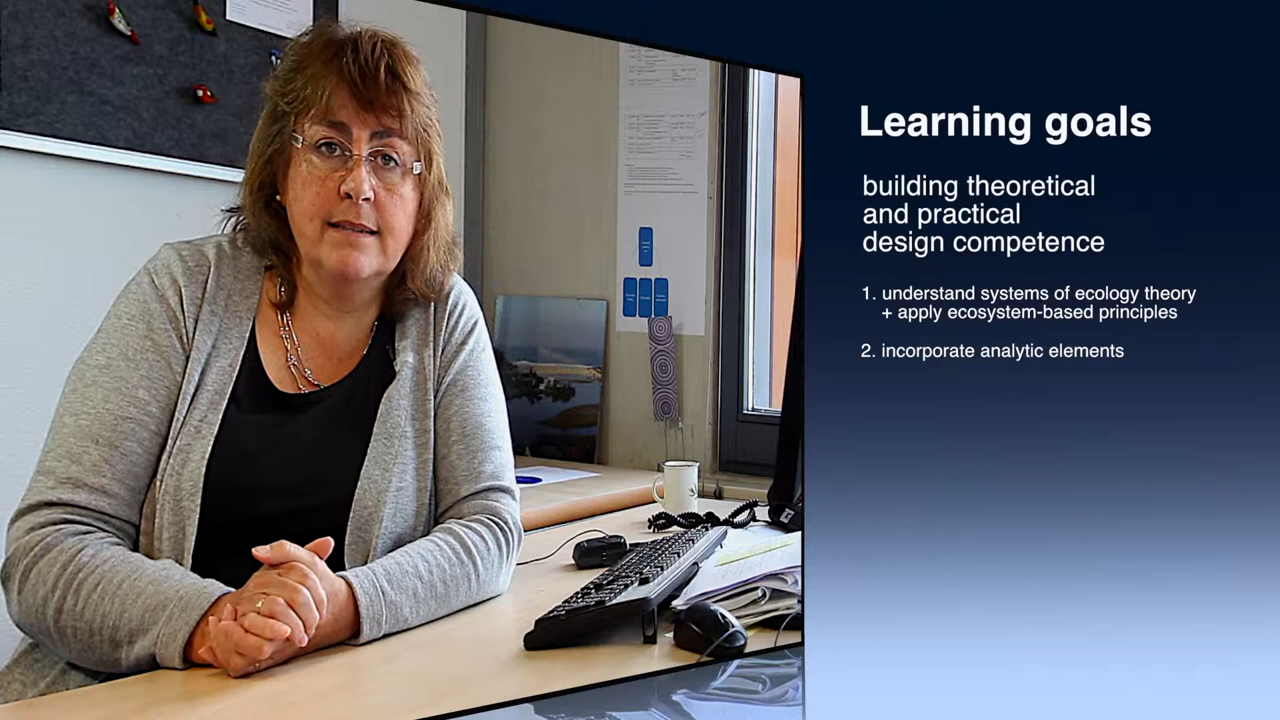 Learning goals
building theoretical
and practical
design competence
1. understand systems of ecology theory
+ apply ecosystem-based principles
2. incorporate analytic elements